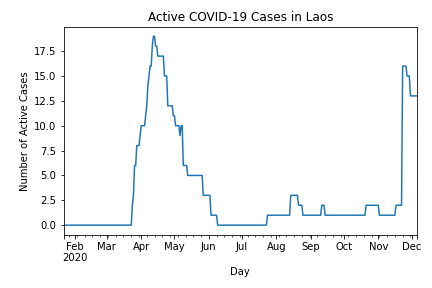 Active COVID-19 Cases in Laos
Number of Active Cases
17.5
15.0
12.5
10.0
7.5
5.0
2.5
0.0
Feb Mar Apr May Jun Jul Aug Sep Oct Nov Dec
2020
Day